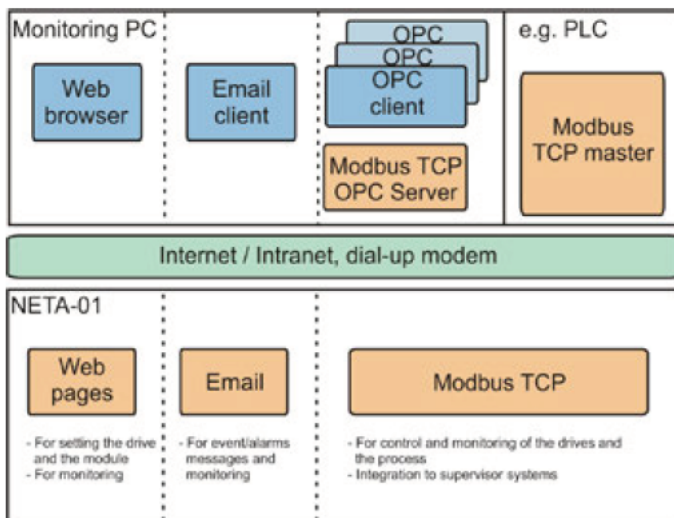 Monitoring PC
e.g. PLC
Web
browser
Email
client
OPC
OPC
OPC
client
Modbus TCP
OPC Server
Modbus
TCP master
Internet / Intranet, dial-up modem
NETA-01
Web
pages
Email
Modbus TCP
- For setting the drive
and the module
- For monitoring
- For event/alarms
messages and
monitoring
- For control and monitoring of the drives and
the process
- Integration to supervisor systems